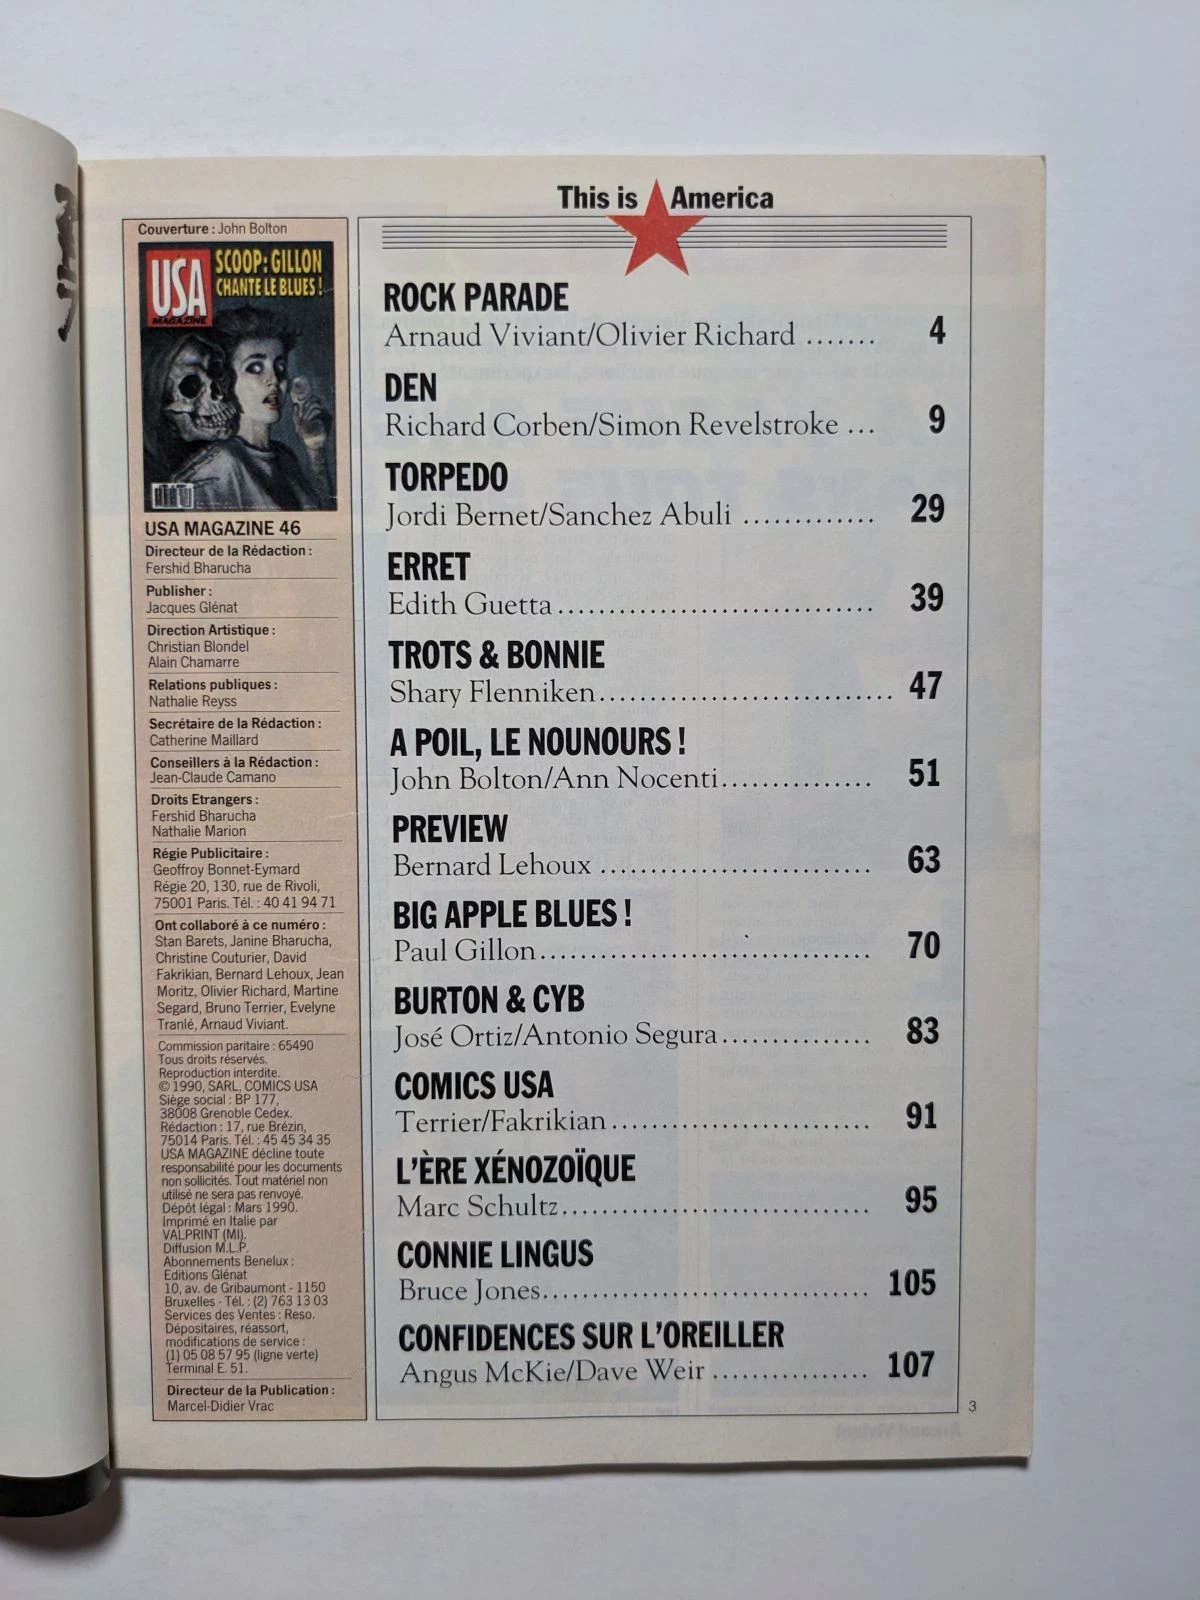 This is America
Couverture : John Bolton
USA
MAGAZINE
SCOOP: GILLON
CHANTE LE BLUES !
USA MAGAZINE 46
Directeur de la Rédaction :
Fershid Bharucha
Publisher :
Jacques Glénat
Direction Artistique :
Christian Blondel
Alain Chamarre
Relations publiques :
Nathalie Reyss
Secrétaire de la Rédaction :
Catherine Maillard
Conseillers à la Rédaction :
Jean-Claude Camano
Droits Etrangers :
Fershid Bharucha
Nathalie Marion
Régie Publicitaire :
Geoffroy Bonnet-Eymard
Régie 20, 130, rue de Rivoli,
75001 Paris. Tél. : 40 41 94 71
Ont collaboré à ce numéro :
Stan Barets, Janine Bharucha,
Christine Couturier, David
Fakrikian, Bernard Lehoux, Jean
Moritz, Olivier Richard, Martine
Segard, Bruno Terrier, Evelyne
Tranlé, Arnaud Viviant.
Commission paritaire : 65490
Tous droits réservés.
Reproduction interdite.
© 1990, SARL, COMICS USA
Siège social : BP 177,
38008 Grenoble Cedex.
Rédaction : 17, rue Brézin,
75014 Paris. Tél. : 45 45 34 35
USA MAGAZINE décline toute
responsabilité pour les documents
non sollicités. Tout matériel non
utilisé ne sera pas renvoyé.
Dépôt légal : Mars 1990.
Imprimé en Italie par
VALPRINT (MI).
Diffusion M.L.P.
Abonnements Benelux :
Editions Glénat
10, av. de Gribaumont - 1150
Bruxelles - Tél. : (2) 763 13 03
Services des Ventes : Reso.
Dépositaires, réassort,
modifications de service :
(1) 05 08 57 95 (ligne verte)
Terminal E. 51.
Directeur de la Publication :
Marcel-Didier Vrac
ROCK PARADE
Arnaud Viviant/Olivier Richard ....... 4
DEN
Richard Corben/Simon Revelstroke ... 9
TORPEDO
Jordi Bernet/Sanchez Abuli ............. 29
ERRET
Edith Guetta.............................. 39
TROTS & BONNIE
Shary Flenniken............................ 47
A POIL, LE NOUNOURS !
John Bolton/Ann Nocenti............... 51
PREVIEW
Bernard Lehoux .......................... 63
BIG APPLE BLUES !
Paul Gillon................................ 70
BURTON & CYB
José Ortiz/Antonio Segura.............. 83
COMICS USA
Terrier/Fakrikian......................... 91
L'ÈRE XÉNOZOÏQUE
Marc Schultz.............................. 95
CONNIE LINGUS
Bruce Jones................................ 105
CONFIDENCES SUR L'OREILLER
Angus McKie/Dave Weir ............... 107
3